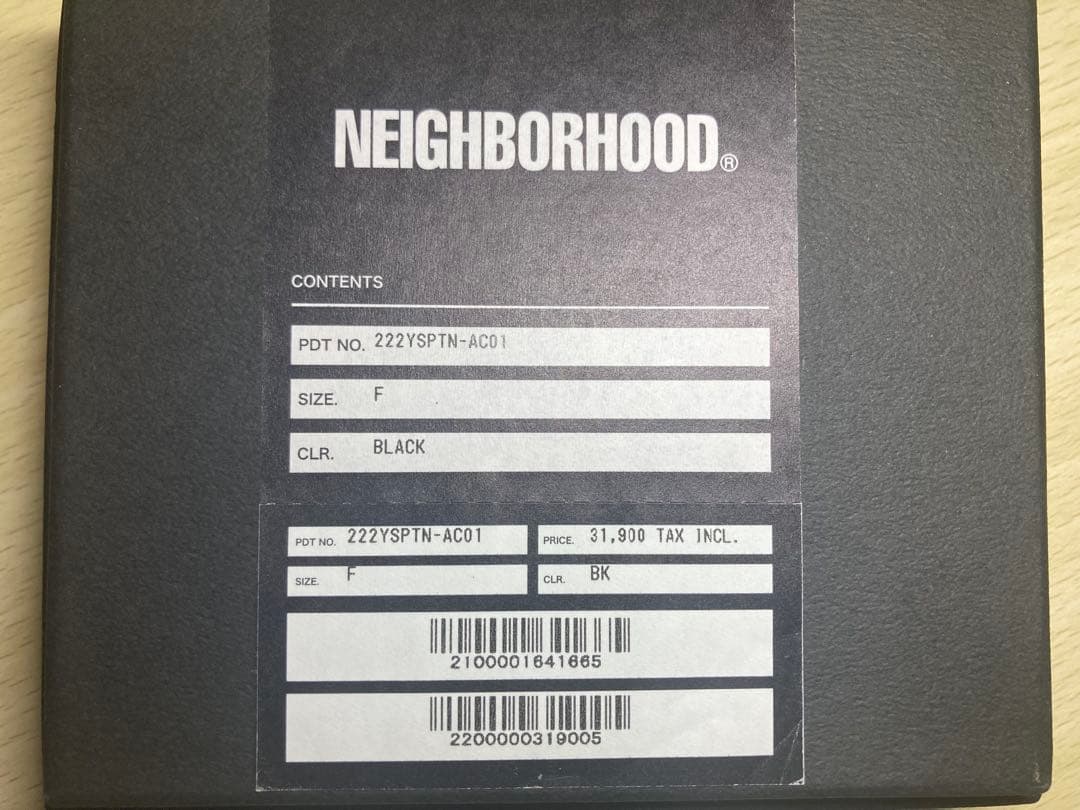 NEIGHBORHOOD®
CONTENTS
PDT NO. 222YSPTN-AC01
SIZE. F
CLR. BLACK
PDT NO. 222YSPTN-AC01
PRICE. 31,900 TAX INCL.
SIZE. F
CLR. BK
2100001641665
2200000319005